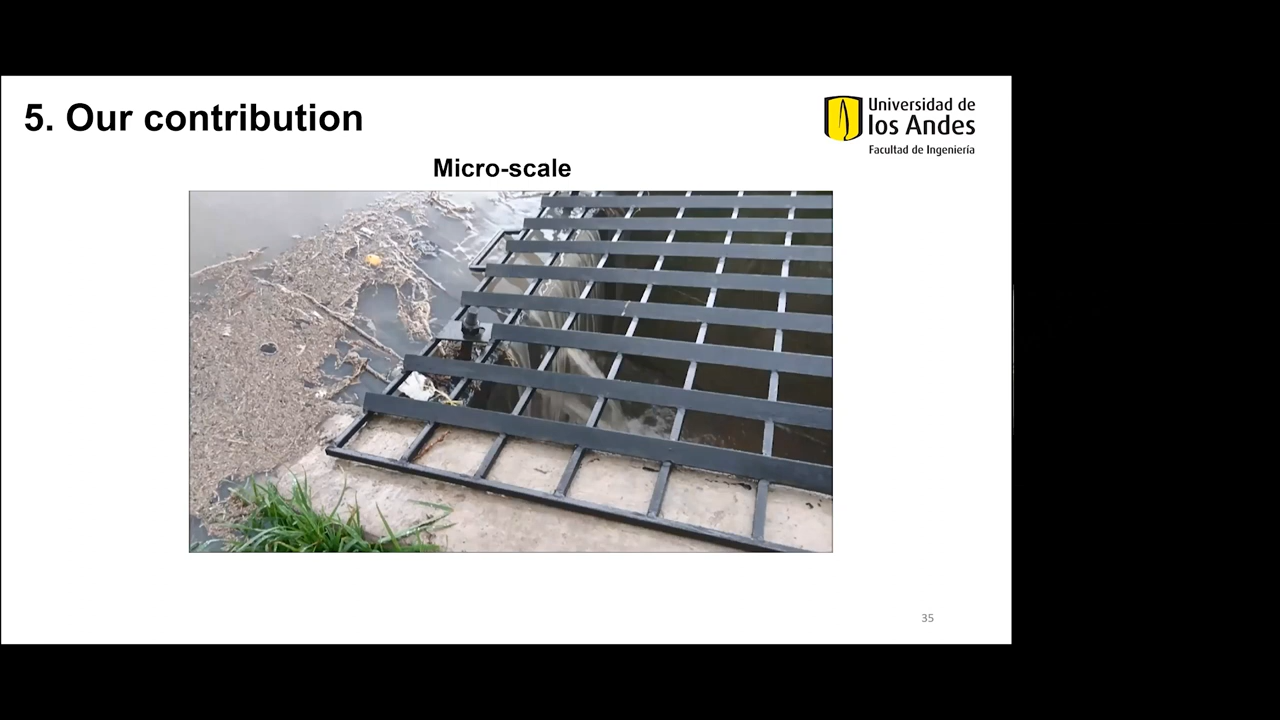 5. Our contribution
Universidad de
los Andes
Facultad de Ingeniería
Micro-scale
35